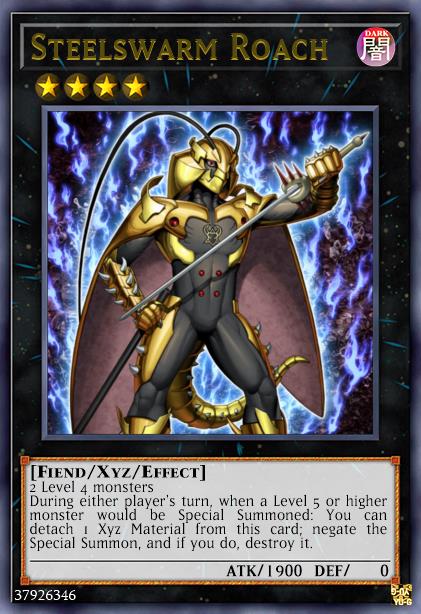 Steelswarm Roach
DARK
闇
[Fiend/Xyz/Effect]
2 Level 4 monsters
During either player's turn, when a Level 5 or higher
monster would be Special Summoned: You can
detach 1 Xyz Material from this card; negate the
Special Summon, and if you do, destroy it.
ATK/1900 DEF/ 0
37926346